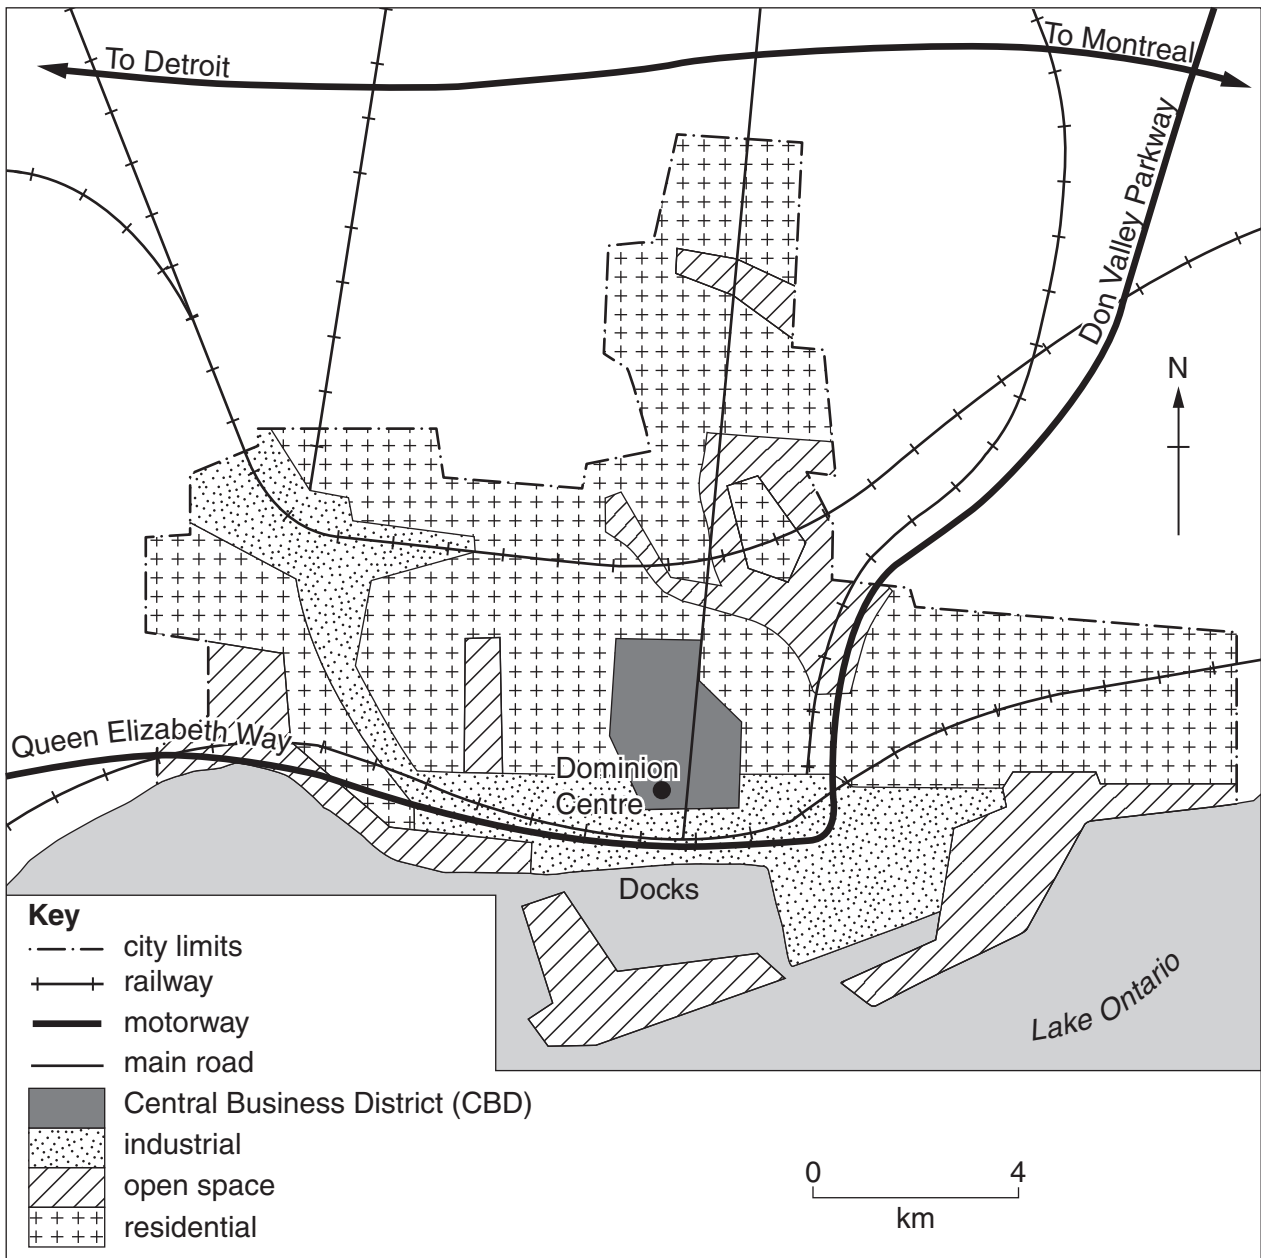 To Detroit
To Montreal
Don Valley Parkway
N
Queen Elizabeth Way
Dominion
Centre
Docks
Lake Ontario
Key
city limits
railway
motorway
main road
Central Business District (CBD)
industrial
open space
residential
0 4
km